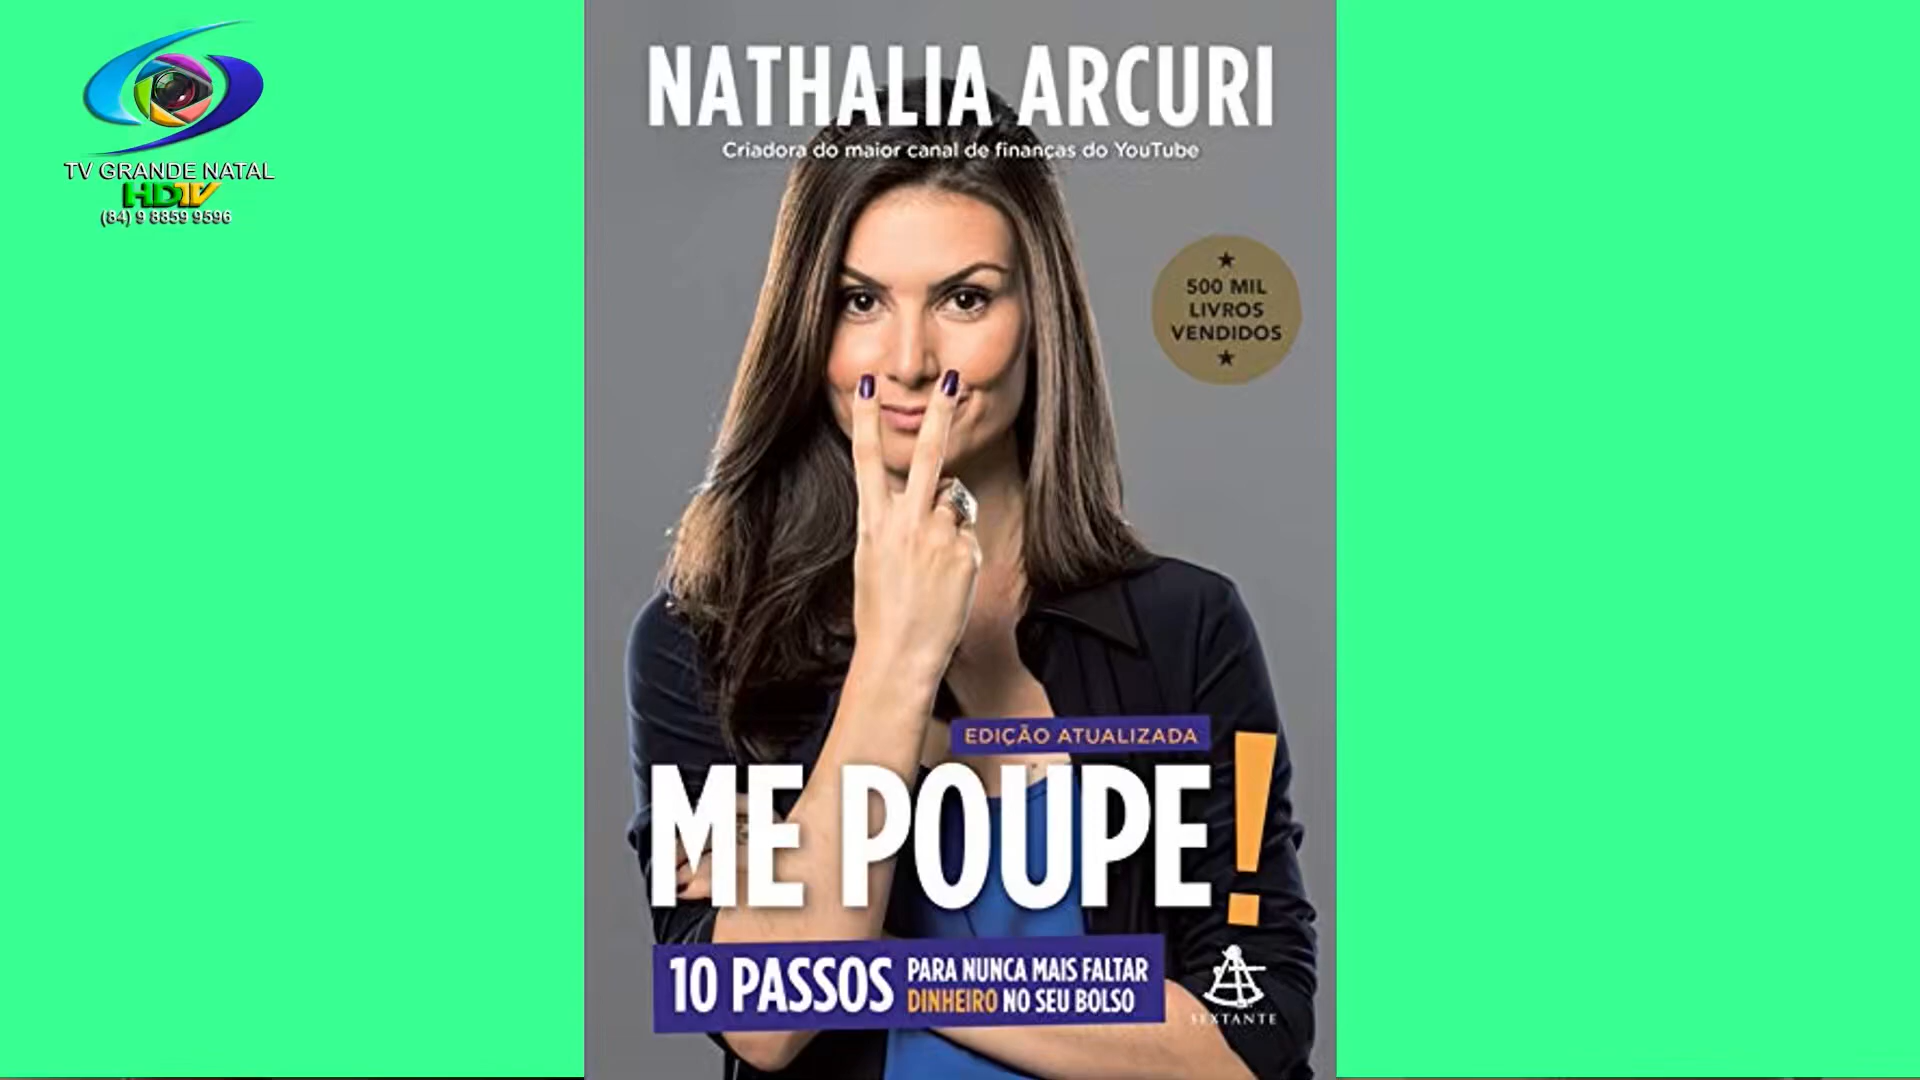 TV GRANDE NATAL
HDTV
(84) 9 8859 9596
NATHALIA ARCURI
Criadora do maior canal de finanças do YouTube
500 MIL
LIVROS
VENDIDOS
EDIÇÃO ATUALIZADA
ME POUPE!
10 PASSOS PARA NUNCA MAIS FALTAR
DINHEIRO NO SEU BOLSO
SEXTANTE